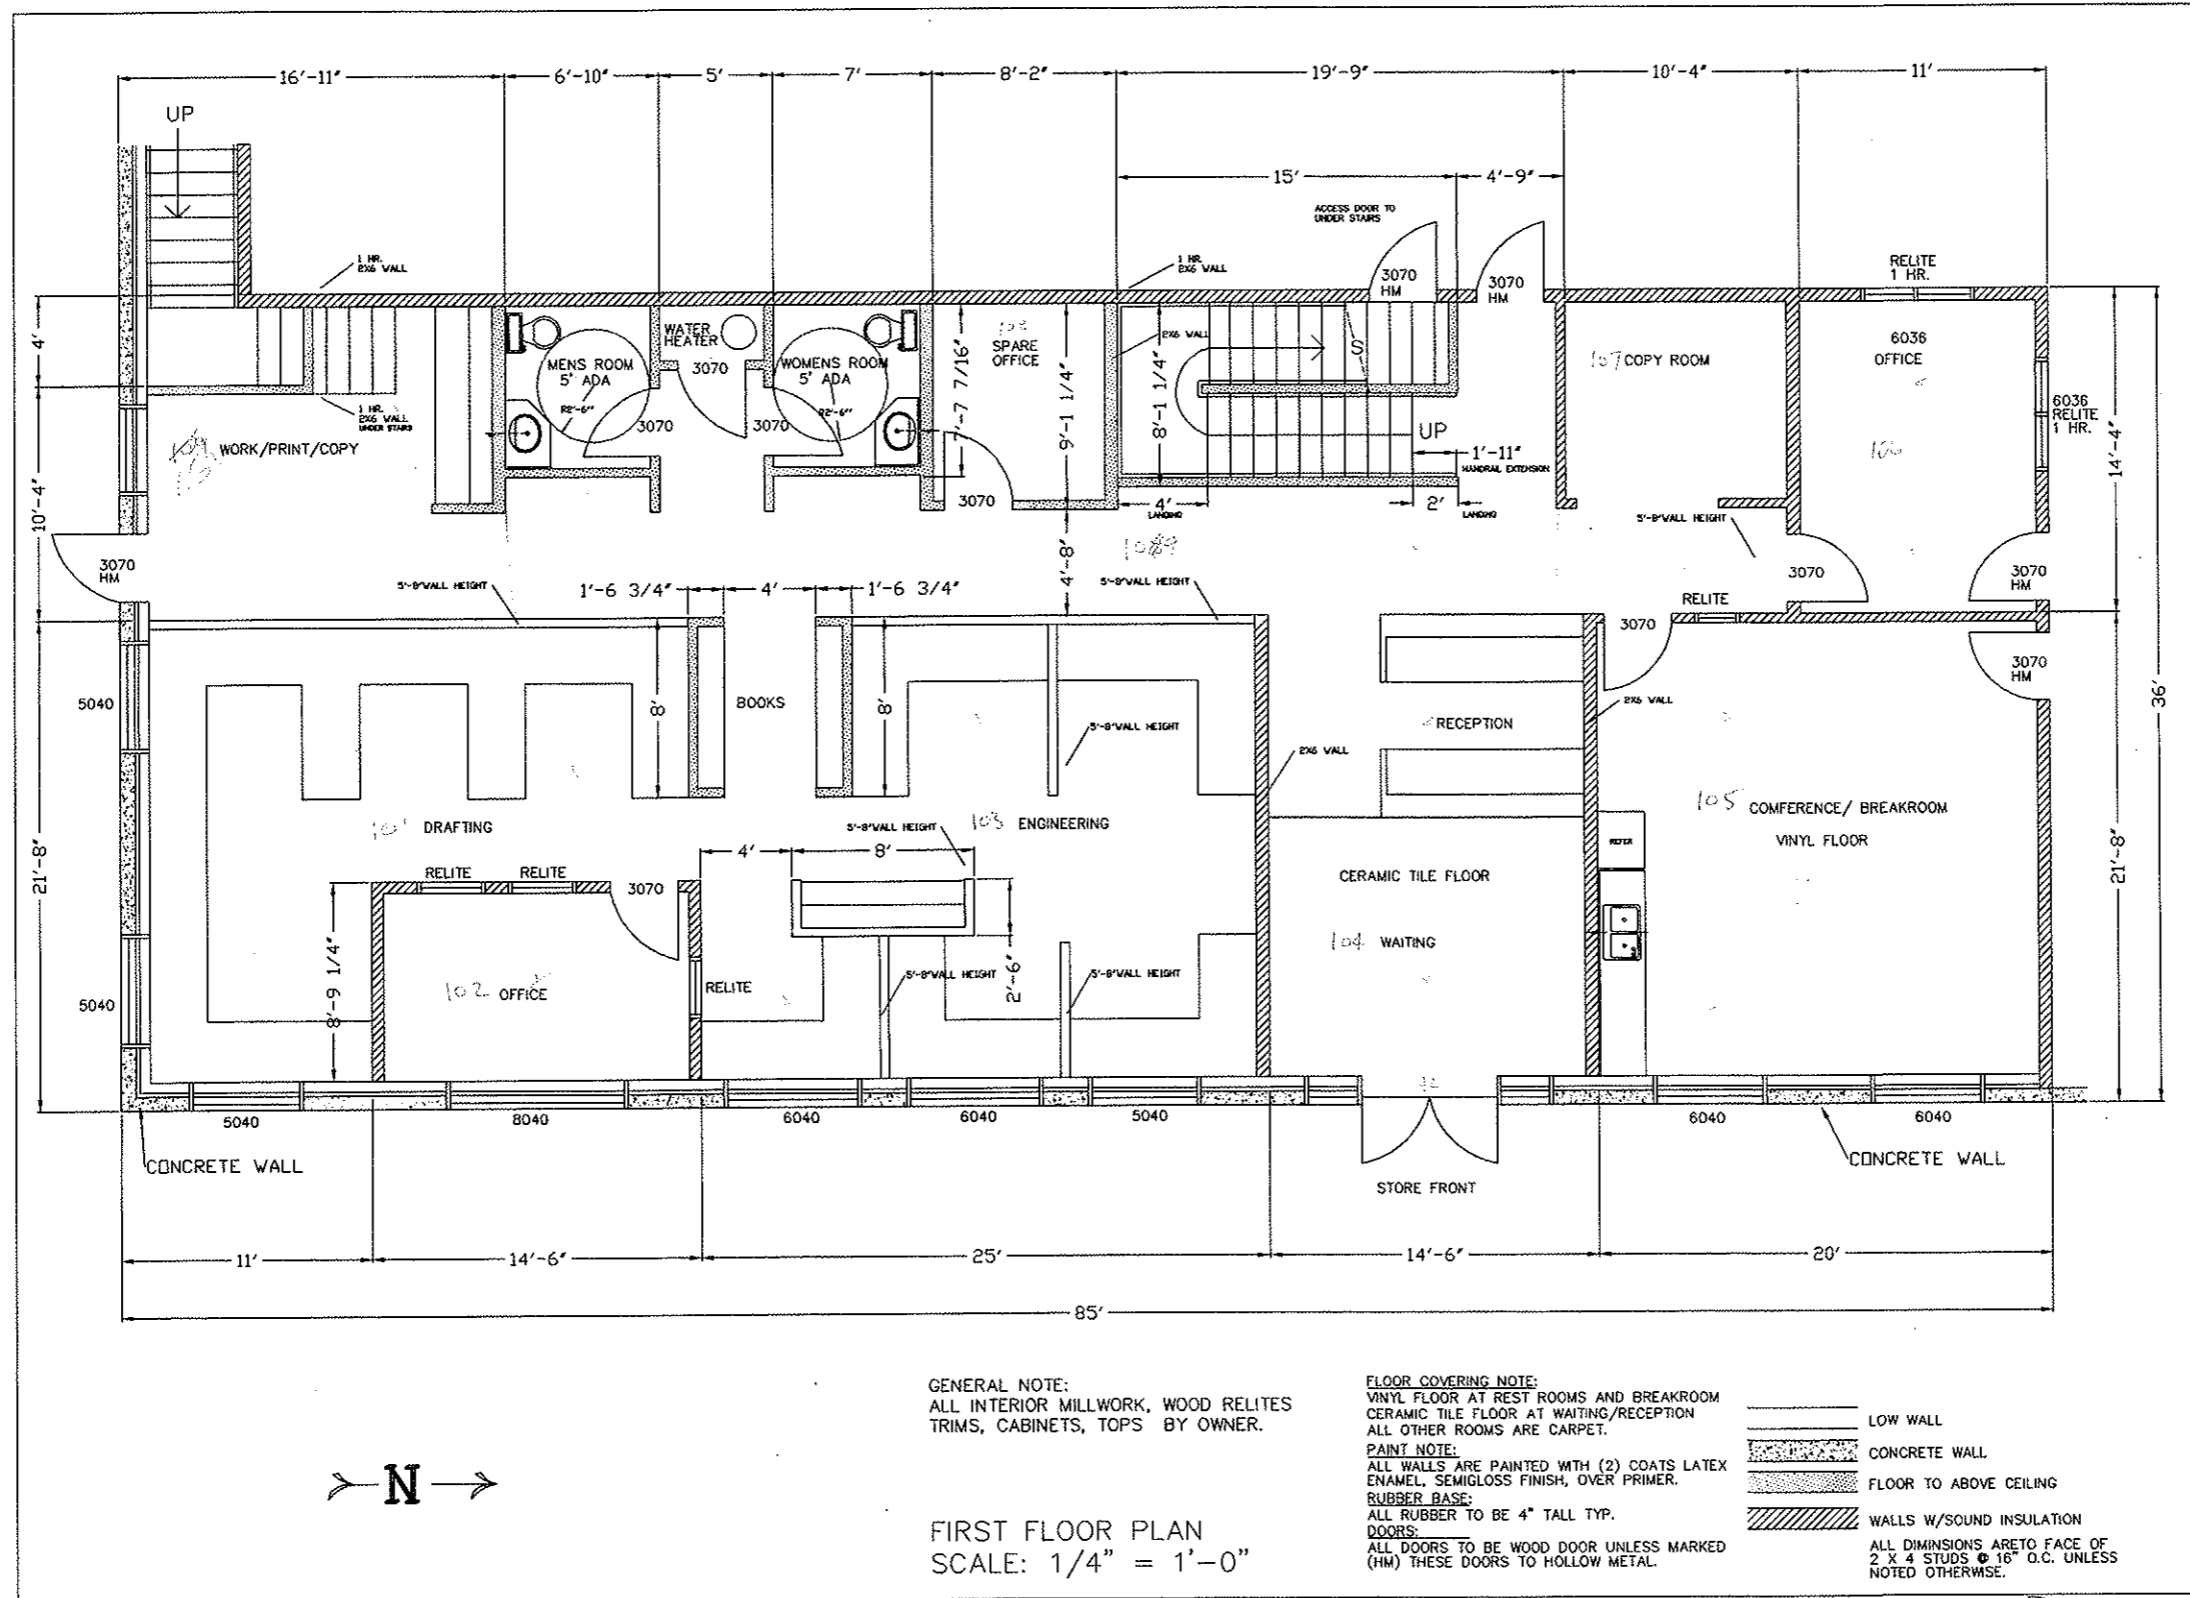 16'-11"
6'-10"
5'
7'
8'-2"
19'-9"
10'-4"
11'
UP
15'
4'-9"
ACCESS DOOR TO
UNDER STAIRS
1 HR.
2X6 WALL
1 HR.
2X6 WALL
3070
HM
3070
HM
RELITE
1 HR.
4'
WATER
HEATER
MENS ROOM
5' ADA
3070
WOMENS ROOM
5' ADA
R2'-6"
R2'-6"
3070
3070
SPARE
OFFICE
7'-7 7/16"
9'-1 1/4"
2X6 WALL
8'-1 1/4"
107 COPY ROOM
6036
OFFICE
106
6036
RELITE
1 HR.
14'-4"
36'
1 HR.
2X6 WALL
UNDER STAIRS
WORK/PRINT/COPY
10'-4"
UP
1'-11"
HANDRAIL EXTENSION
3070
4'
LANDING
2'
LANDING
5'-8"WALL HEIGHT
3070
HM
5'-8"WALL HEIGHT
1'-6 3/4"
4'
1'-6 3/4"
4'-8"
5'-8"WALL HEIGHT
3070
3070
HM
RELITE
3070
3070
HM
5040
8'
BOOKS
8'
5'-8"WALL HEIGHT
RECEPTION
2X6 WALL
2X6 WALL
101 DRAFTING
103 ENGINEERING
5'-8"WALL HEIGHT
105 COMFERENCE/ BREAKROOM
VINYL FLOOR
REFER
21'-8"
21'-8"
4'
8'
RELITE
RELITE
3070
CERAMIC TILE FLOOR
8'-9 1/4"
104 WAITING
102 OFFICE
RELITE
5'-8"WALL HEIGHT
2'-6"
5'-8"WALL HEIGHT
5040
5040
8040
6040
6040
5040
6040
6040
CONCRETE WALL
CONCRETE WALL
STORE FRONT
11'
14'-6"
25'
14'-6"
20'
85'
GENERAL NOTE:
ALL INTERIOR MILLWORK, WOOD RELITES
TRIMS, CABINETS, TOPS BY OWNER.
FLOOR COVERING NOTE:
VINYL FLOOR AT REST ROOMS AND BREAKROOM
CERAMIC TILE FLOOR AT WAITING/RECEPTION
ALL OTHER ROOMS ARE CARPET.
PAINT NOTE:
ALL WALLS ARE PAINTED WITH (2) COATS LATEX
ENAMEL, SEMIGLOSS FINISH, OVER PRIMER.
RUBBER BASE:
ALL RUBBER TO BE 4" TALL TYP.
DOORS:
ALL DOORS TO BE WOOD DOOR UNLESS MARKED
(HM) THESE DOORS TO HOLLOW METAL.
LOW WALL
CONCRETE WALL
FLOOR TO ABOVE CEILING
WALLS W/SOUND INSULATION
ALL DIMINSIONS ARETO FACE OF
2 X 4 STUDS @ 16" O.C. UNLESS
NOTED OTHERWISE.
N
FIRST FLOOR PLAN
SCALE: 1/4" = 1'-0"